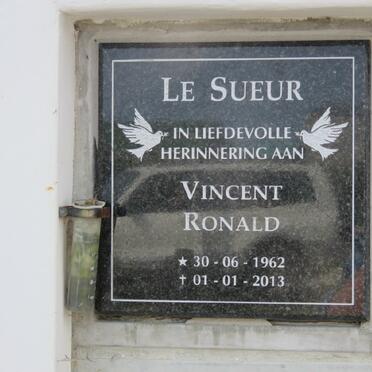 LE SUEUR
IN LIEFDEVOLLE
HERINNERING AAN
VINCENT
RONALD
★ 30 - 06 - 1962
† 01 - 01 - 2013